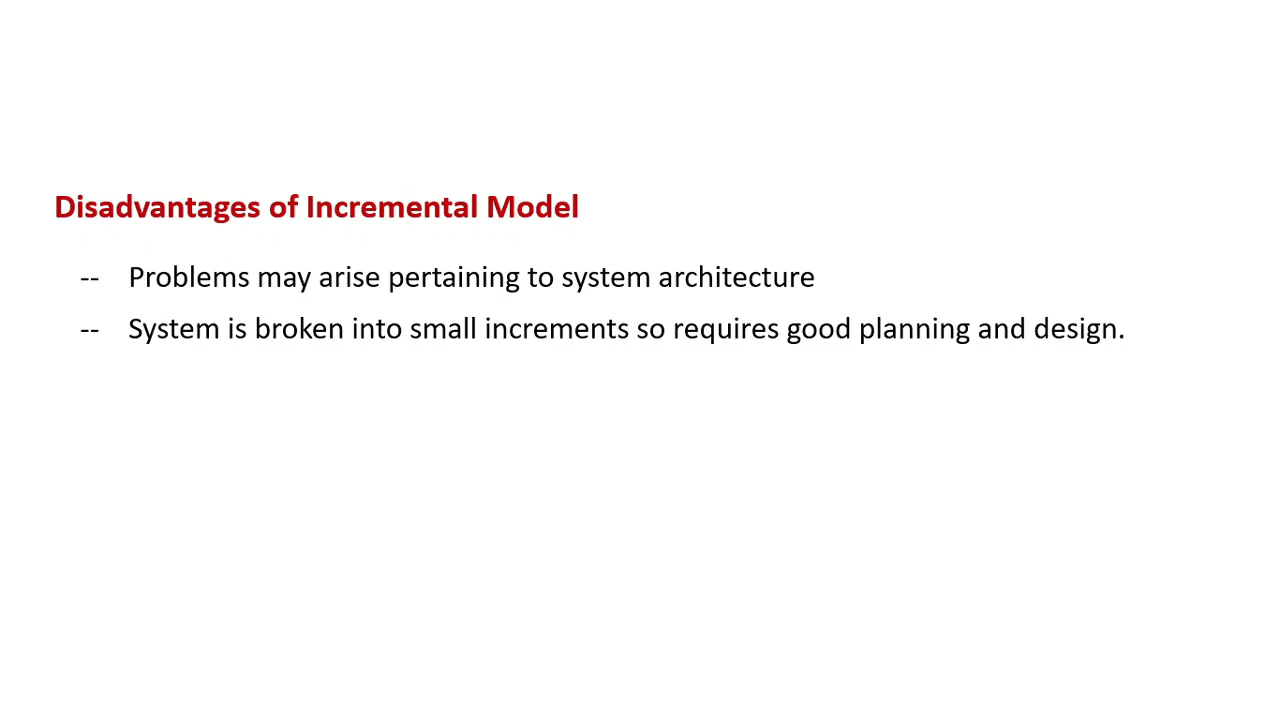 Disadvantages of Incremental Model
-- Problems may arise pertaining to system architecture
-- System is broken into small increments so requires good planning and design.